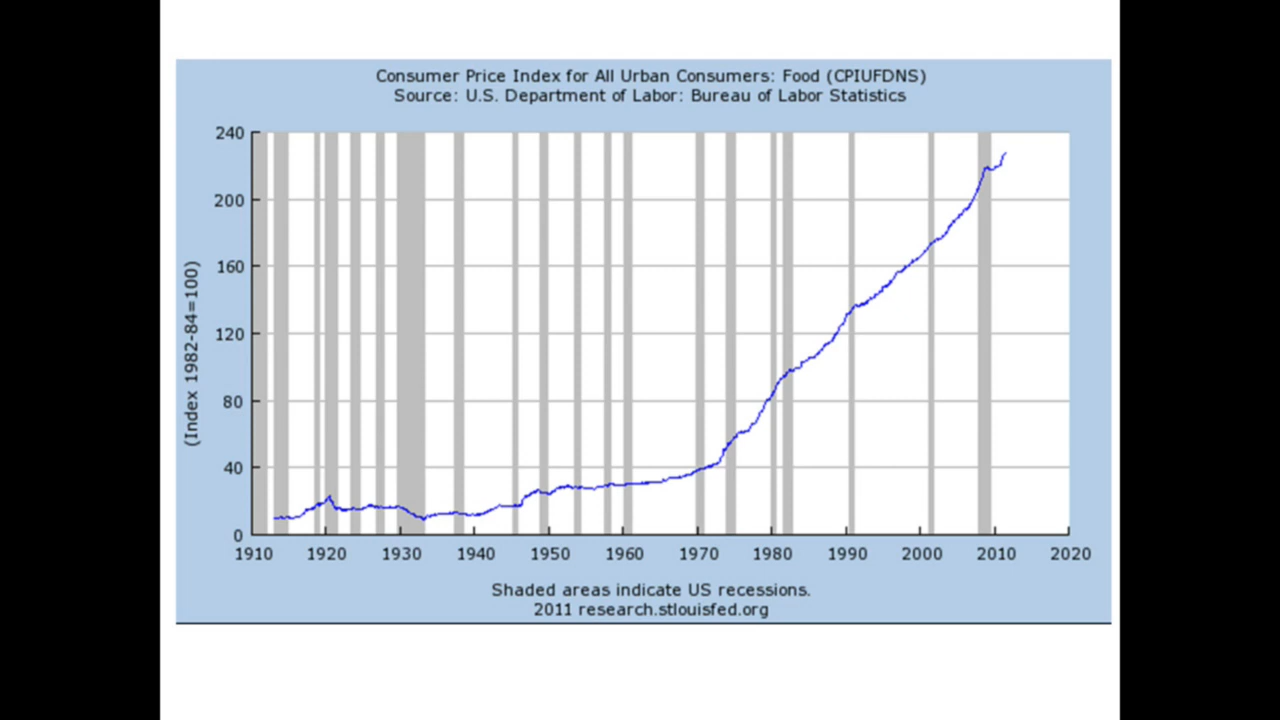 Consumer Price Index for All Urban Consumers: Food (CPIUFDNS)
Source: U.S. Department of Labor: Bureau of Labor Statistics
240
200
160
120
80
40
0
(Index 1982-84=100)
1910 1920 1930 1940 1950 1960 1970 1980 1990 2000 2010 2020
Shaded areas indicate US recessions.
2011 research.stlouisfed.org